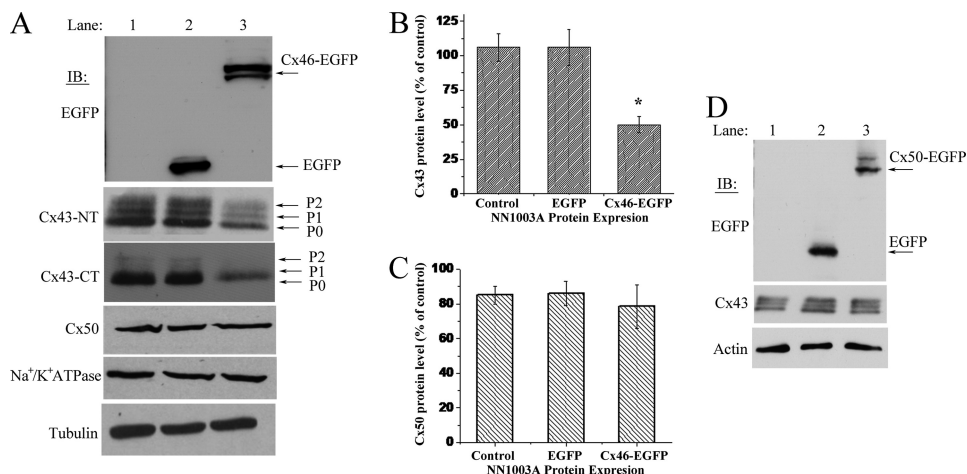 A
Lane: 1 2 3
Cx46-EGFP
IB:
EGFP
EGFP
Cx43-NT
P2
P1
P0
Cx43-CT
P2
P1
P0
Cx50
Na+/K+ATPase
Tubulin
B
Cx43 protein level (% of control)
125
100
75
50
25
0
*
Control EGFP Cx46-EGFP
NN1003A Protein Expresion
C
Cx50 protein level (% of control)
100
80
60
40
20
0
Control EGFP Cx46-EGFP
NN1003A Protein Expresion
D
Lane: 1 2 3
Cx50-EGFP
IB:
EGFP
EGFP
Cx43
Actin